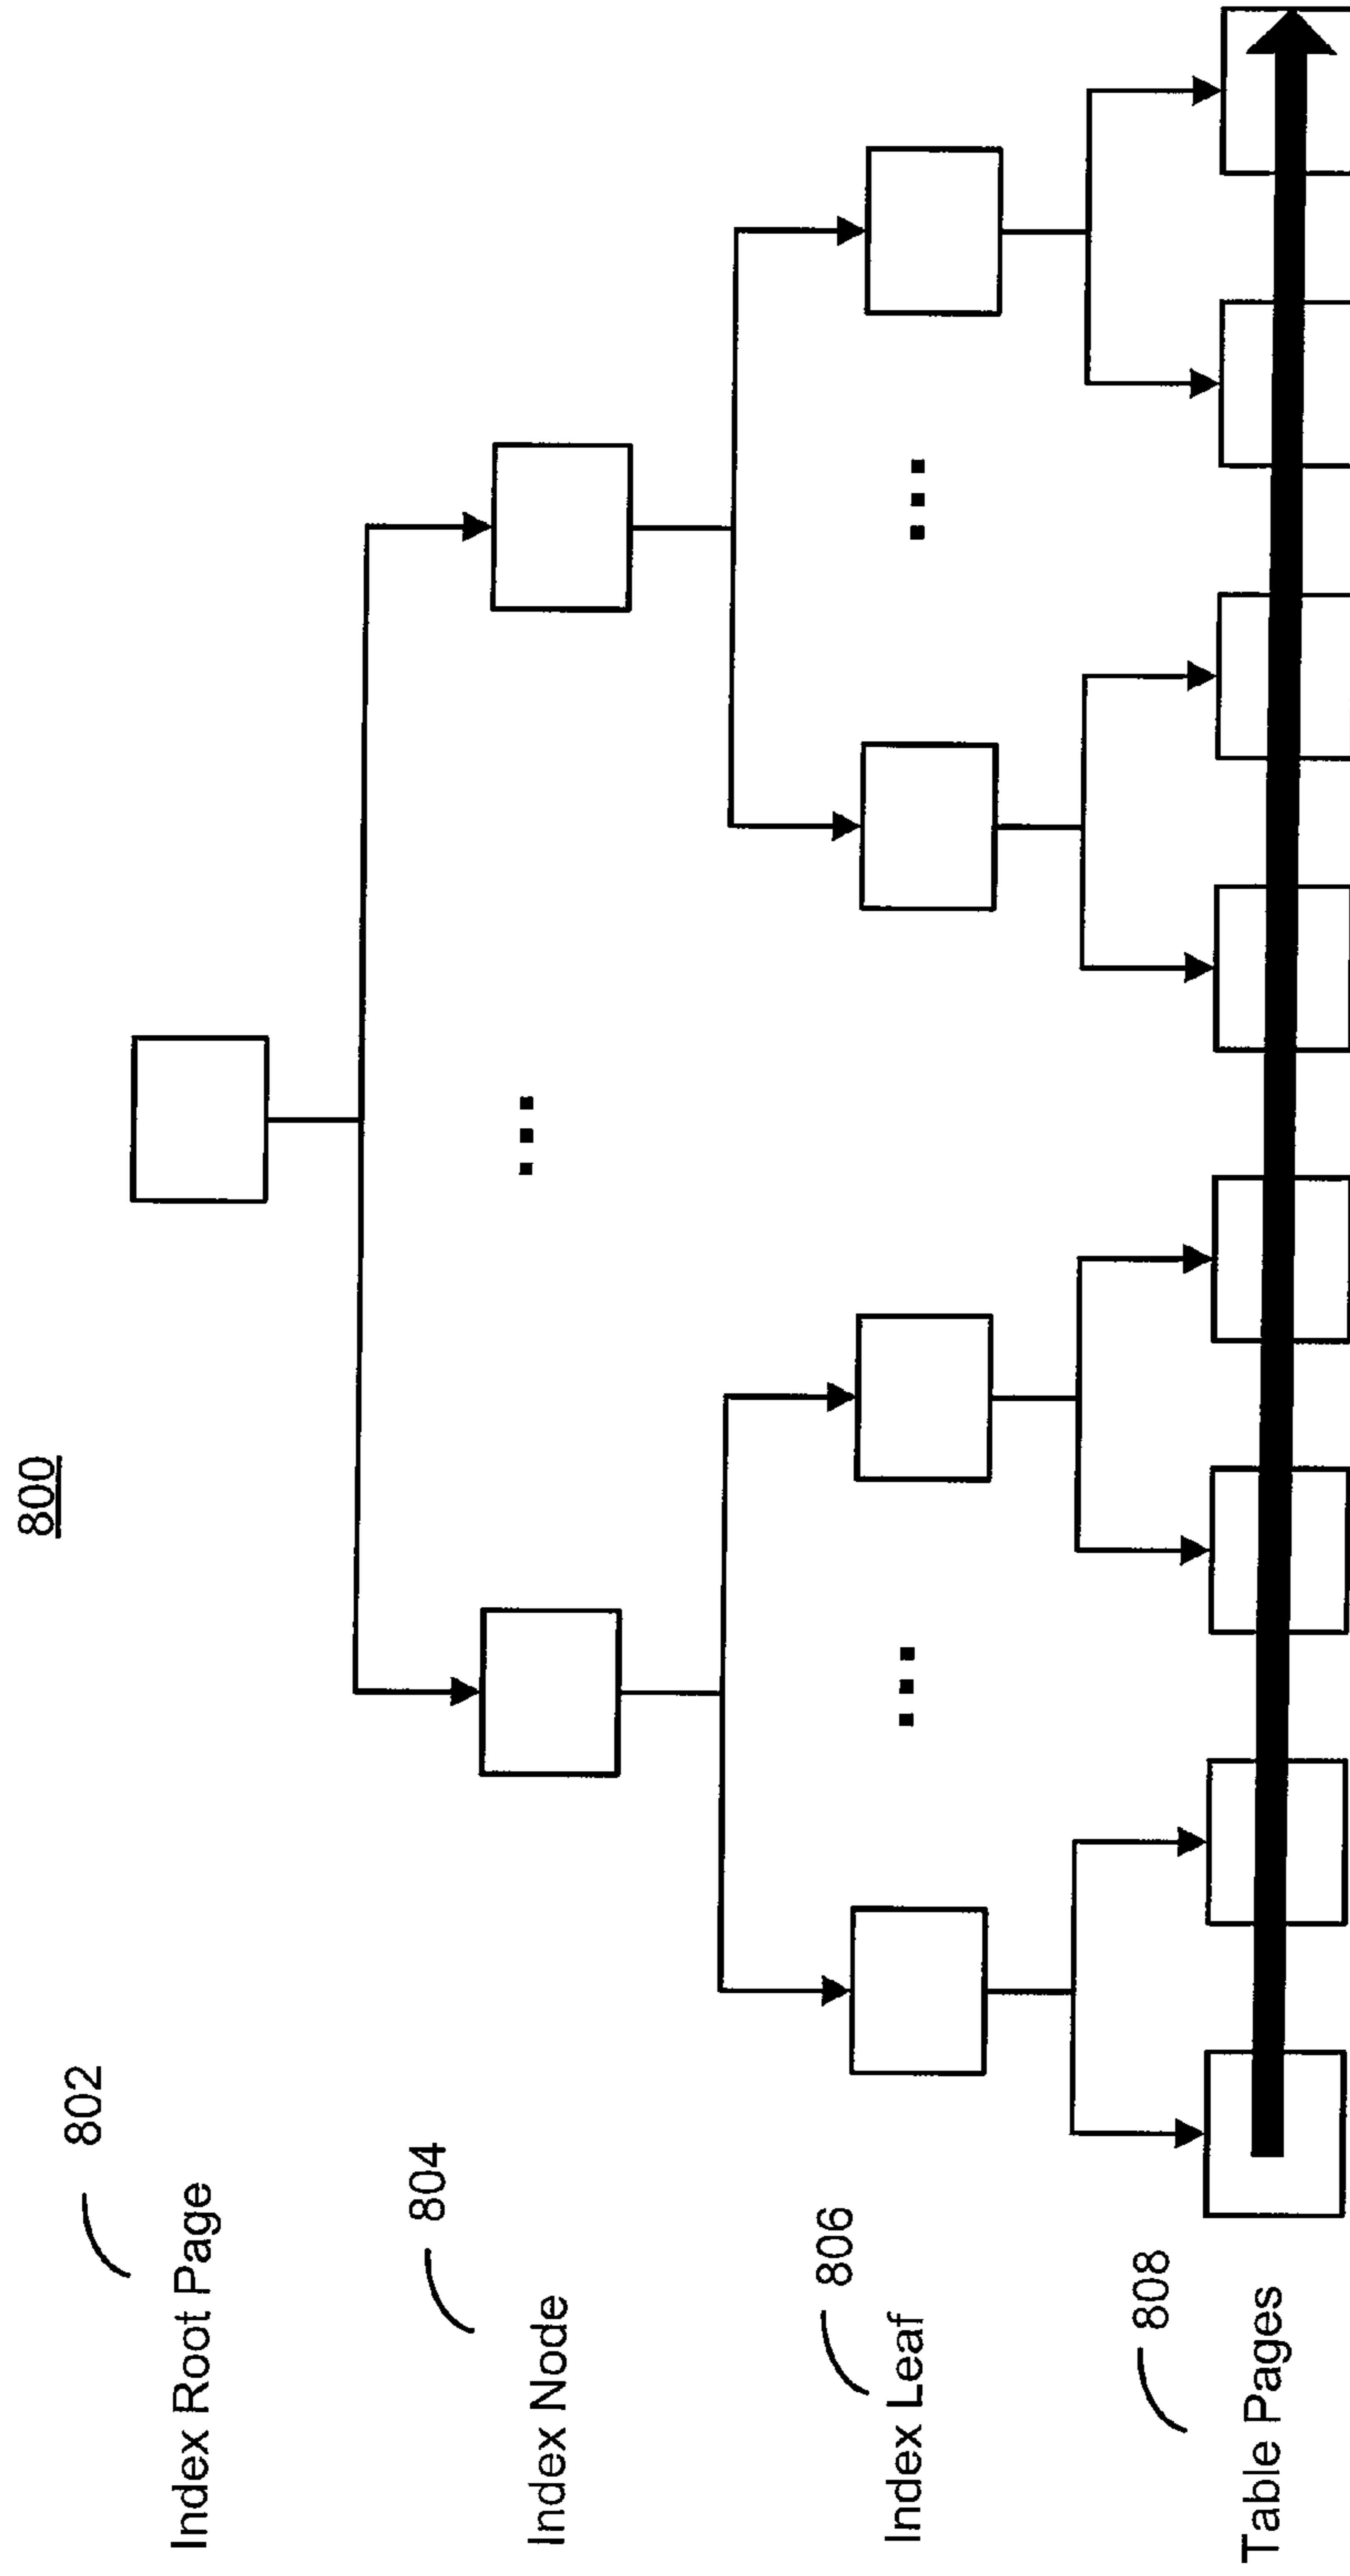 800
802
Index Root Page
804
Index Node
806
Index Leaf
808
Table Pages